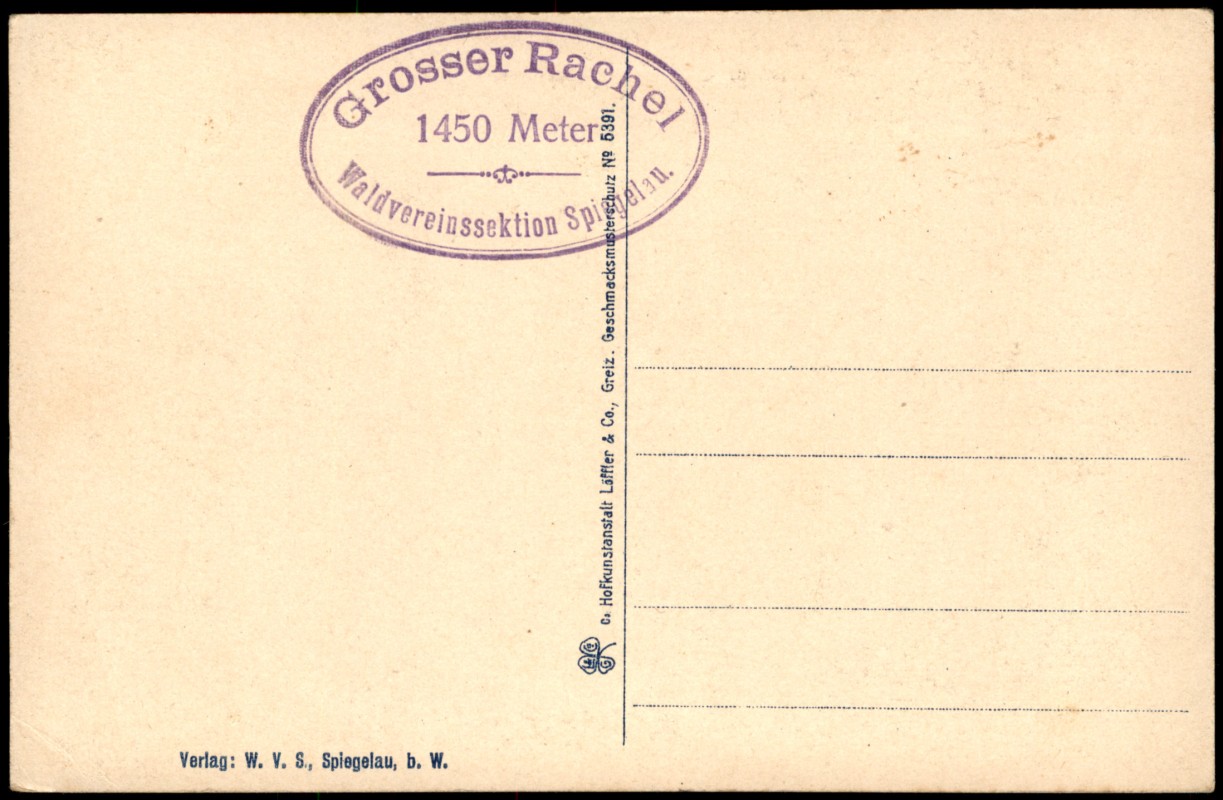 Grosser Rachel
1450 Meter
Waldvereinssektion Spiegelau.
Hofkunstanstalt Löffler & Co., Greiz. Geschmacksmusterschutz Nº 5391.
Verlag: W. V. S., Spiegelau, b. W.